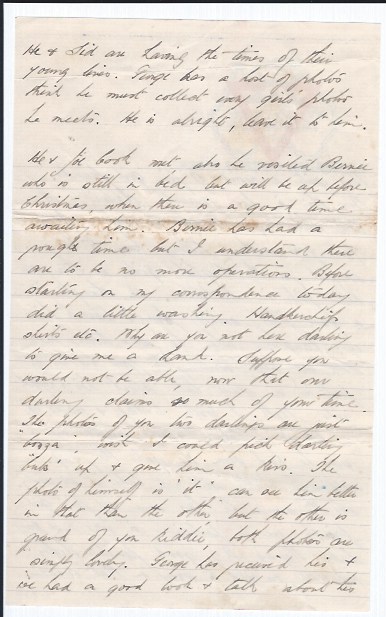 He & Sid are having the times of their
young lives. George has a host of photos
think he must collect every girl's photo
he meets. He is alright, leave it to him.
He & Joe Cook met also he visited Bernie
who is still in bed but will be up before
Christmas, when there is a good time
awaiting him. Bernie has had a
rough time but I understand there
are to be no more operations. Before
starting on my correspondence today
did a little washing. Handkerchiefs
shirts etc. Why are you not here darling
to give me a hand. Suppose you
would not be able, now that our
darling claims so much of your time.
The photos of you two darlings are just
"bonza", wish I could pick darling
"bubs" up & give him a kiss. The
photo of himself is "it" can see him better
in that than the other but the other is
grand of you kiddie, both photos are
simply lovely. George has received his &
we had a good look & talk about his